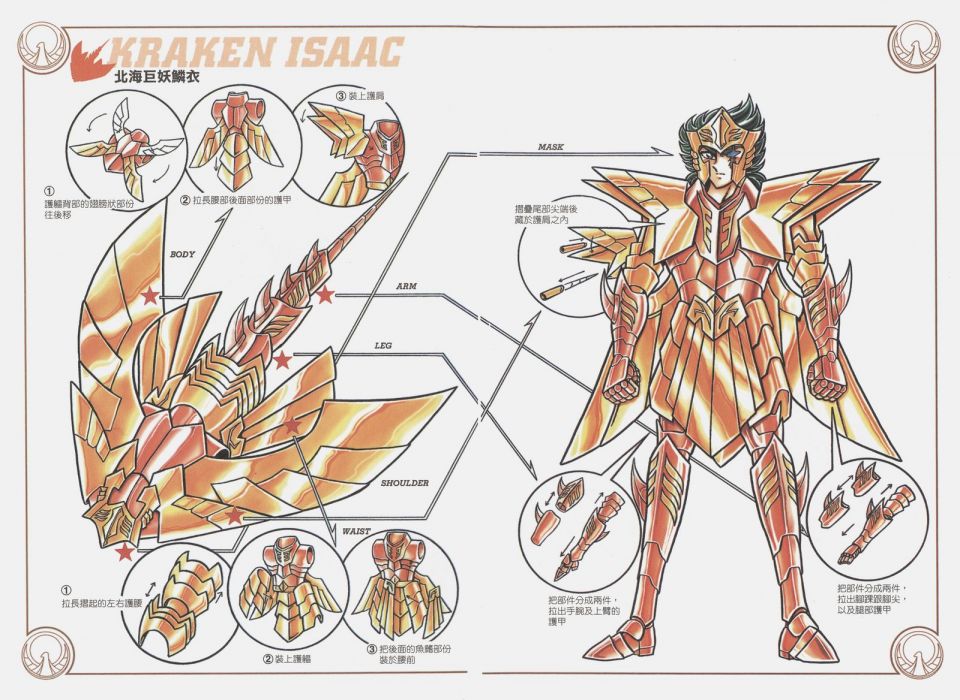 KRAKEN ISAAC
北海巨妖鱗衣
①
護軀背部的翅膀狀部份
往後移
② 拉長腰部後面部份的護甲
③ 裝上護肩
MASK
摺疊尾部尖端後
藏於護肩之內
BODY
ARM
LEG
SHOULDER
WAIST
①
拉長摺起的左右護腰
② 裝上護軀
③ 把後面的魚鰭部份
裝於腰前
把部件分成兩件，
拉出手腕及上臂的
護甲
把部件分成兩件，
拉出腳踝跟腳尖，
以及腿部護甲